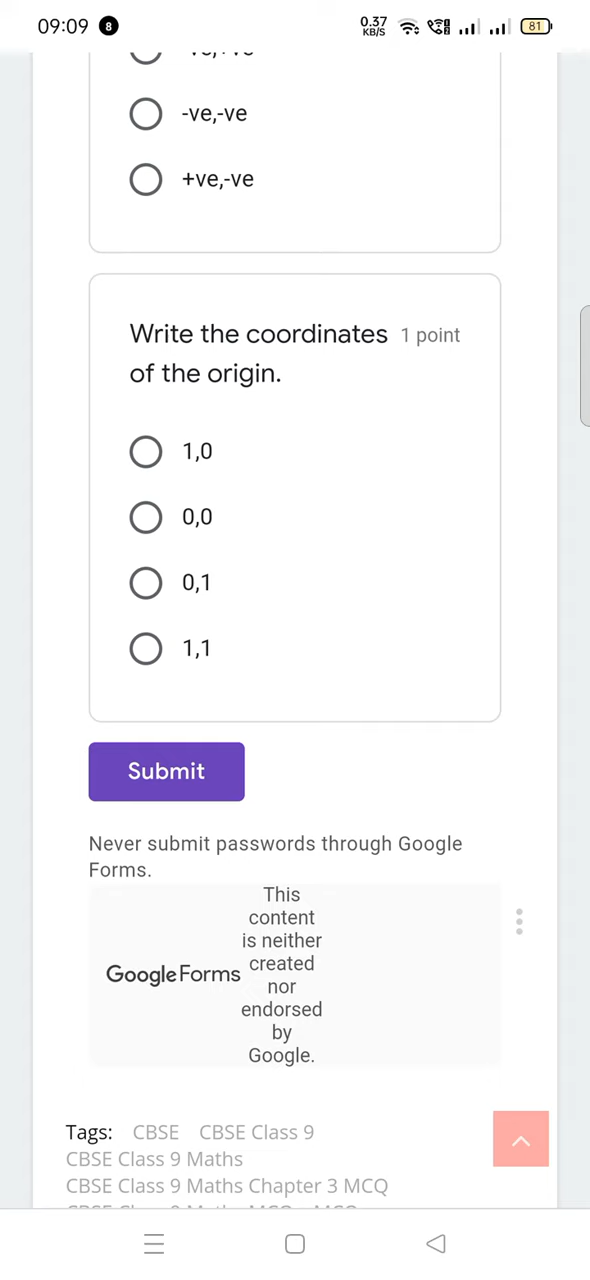 09:09 8 0.37 KB/S 81
-ve,-ve
+ve,-ve
Write the coordinates 1 point
of the origin.
1,0
0,0
0,1
1,1
Submit
Never submit passwords through Google
Forms.
This
content
is neither
created
Google Forms
nor
endorsed
by
Google.
Tags: CBSE CBSE Class 9
CBSE Class 9 Maths
CBSE Class 9 Maths Chapter 3 MCQ